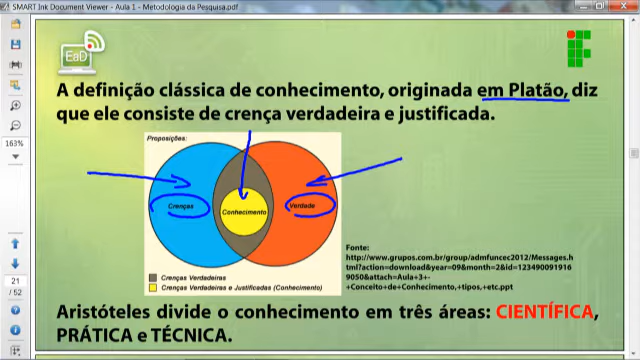 SMART Ink Document Viewer - Aula 1 - Metodologia da Pesquisa.pdf
EaD
A definição clássica de conhecimento, originada em Platão, diz
que ele consiste de crença verdadeira e justificada.
Proposições:
Crenças
Conhecimento
Verdade
Crenças Verdadeiras
Crenças Verdadeiras e Justificadas (Conhecimento)
Fonte:
http://www.grupos.com.br/group/admfuncec2012/Messages.h
tml?action=download&year=09&month=2&id=123490091916
9050&attach=Aula+3+-
+Conceito+de+Conhecimento,+tipos,+etc.ppt
Aristóteles divide o conhecimento em três áreas: CIENTÍFICA,
PRÁTICA e TÉCNICA.
163%
21
/ 52